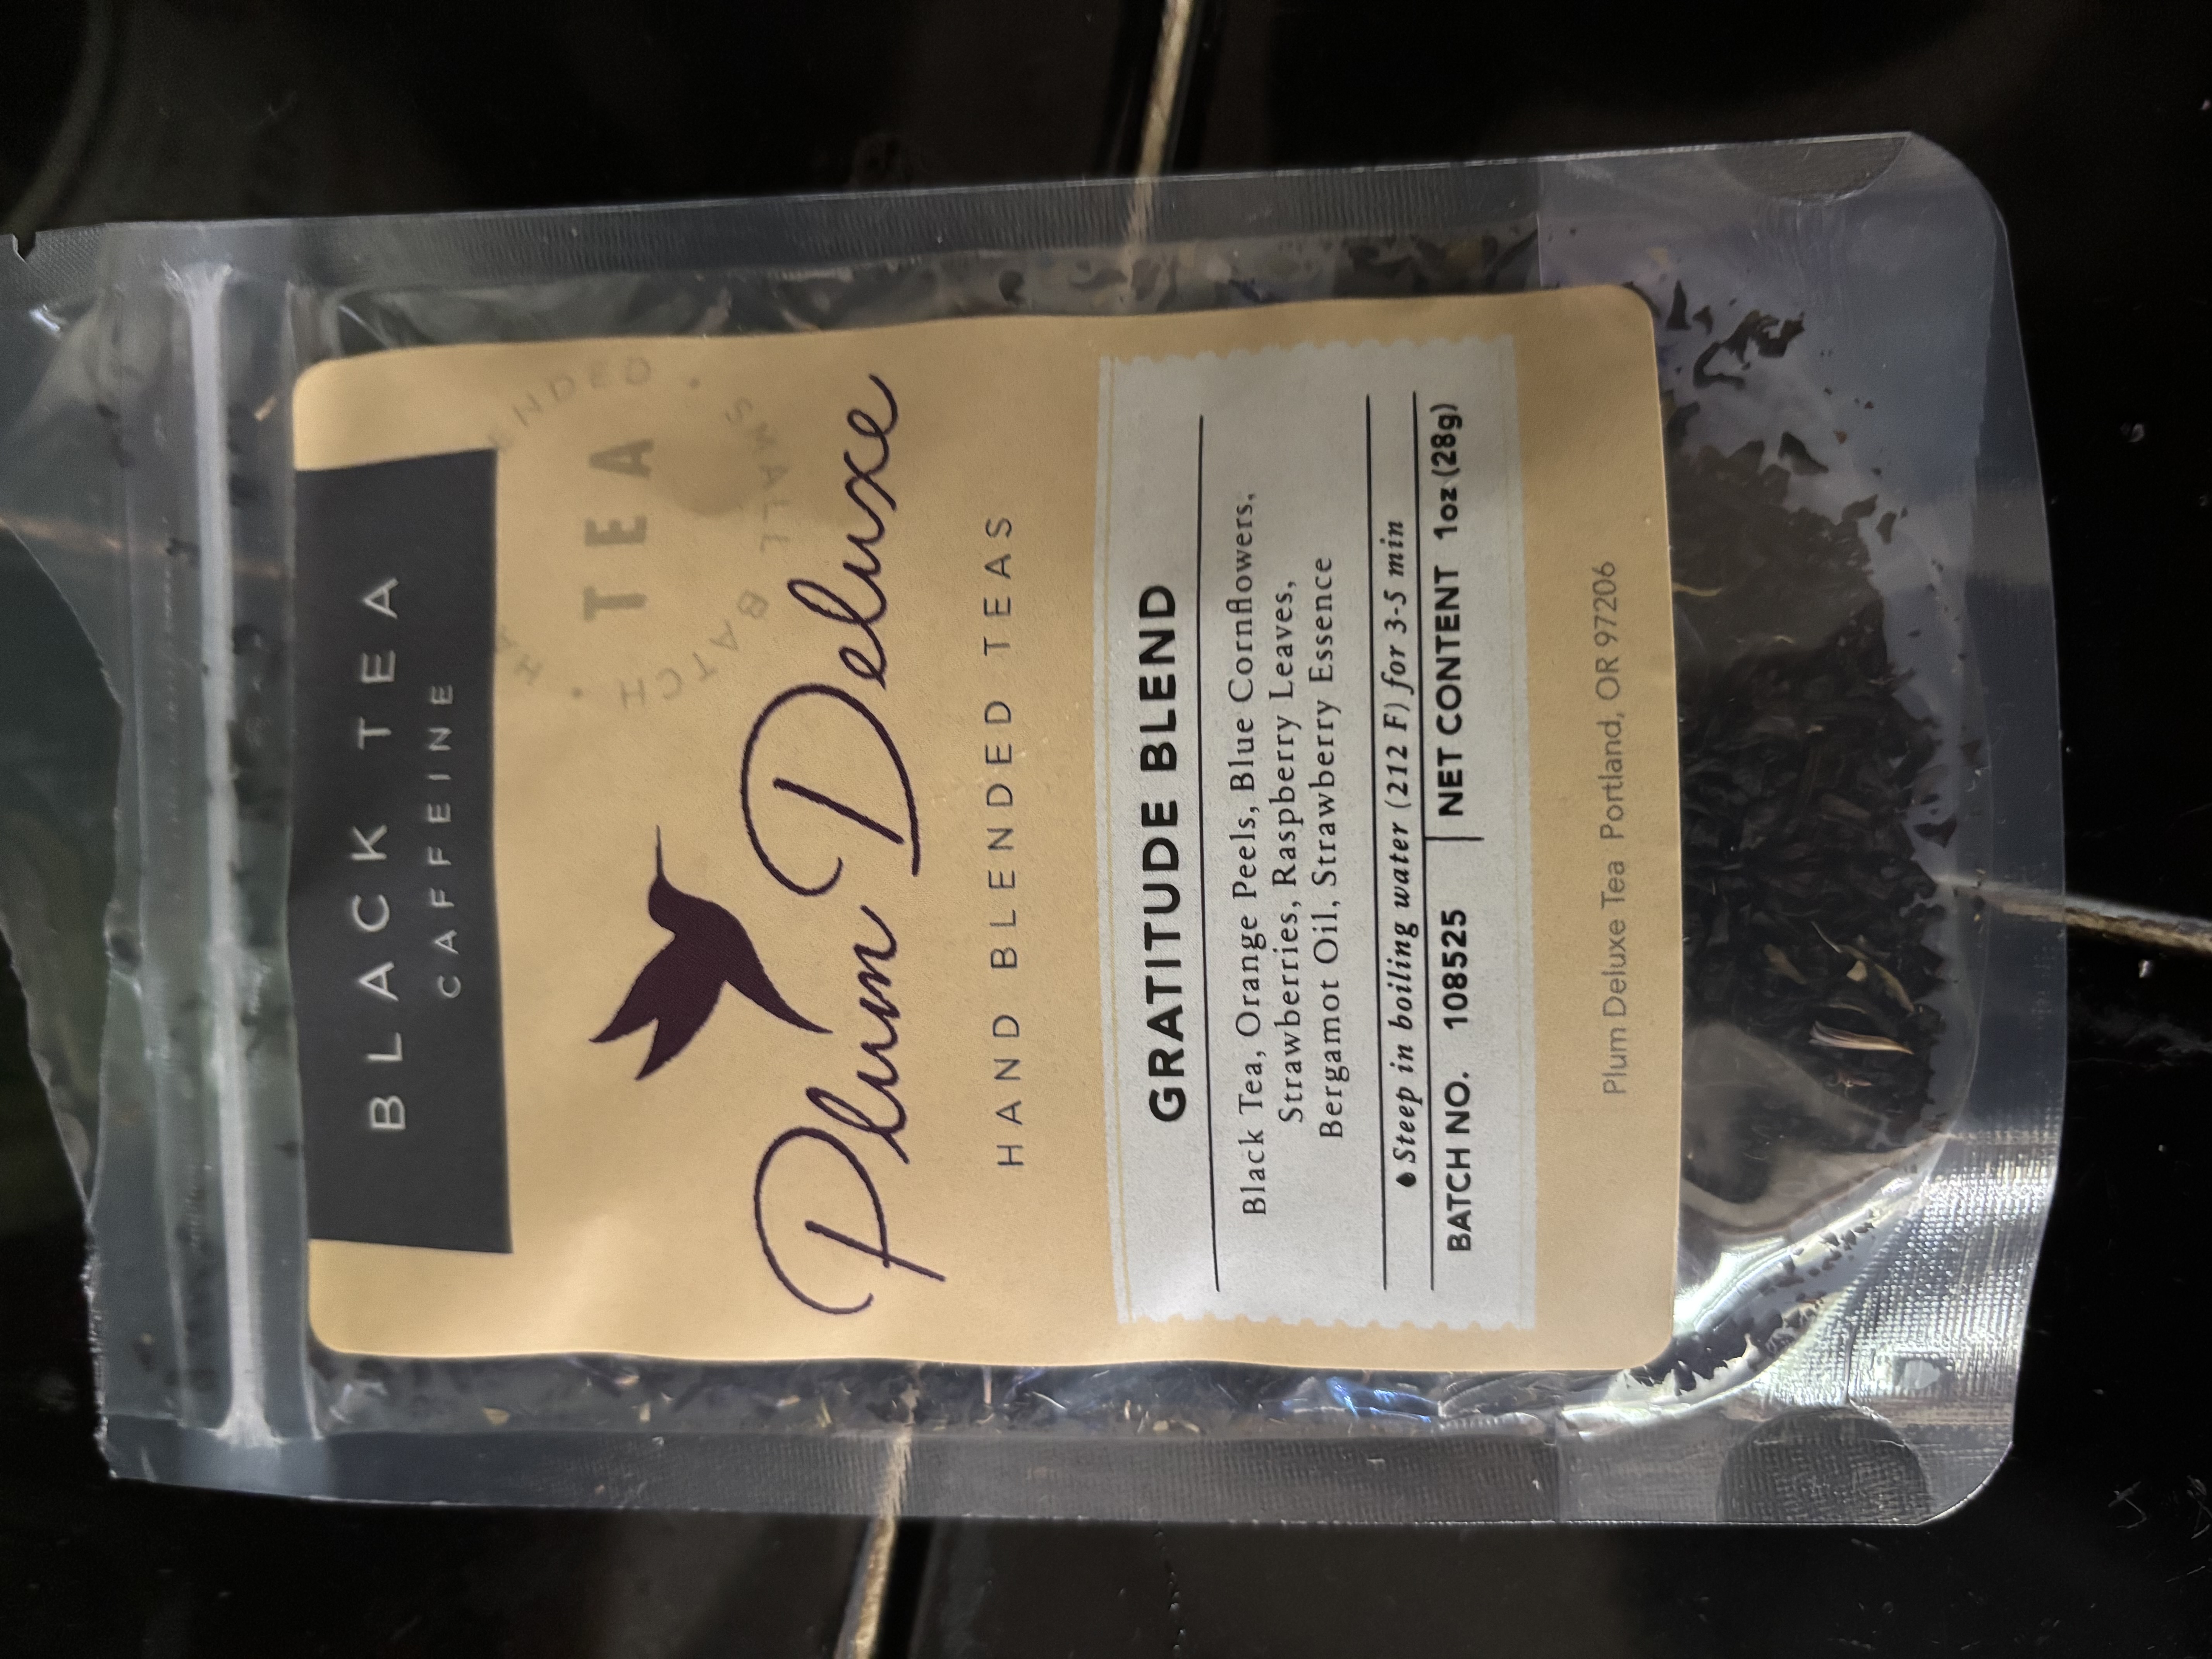 BLACK TEA
CAFFEINE
TEA
SMALL BATCH
Plum Deluxe
HAND BLENDED TEAS
GRATITUDE BLEND
Black Tea, Orange Peels, Blue Cornflowers,
Strawberries, Raspberry Leaves,
Bergamot Oil, Strawberry Essence
Steep in boiling water (212 F) for 3-5 min
BATCH NO. 108525 NET CONTENT 1oz (28g)
Plum Deluxe Tea Portland, OR 97206